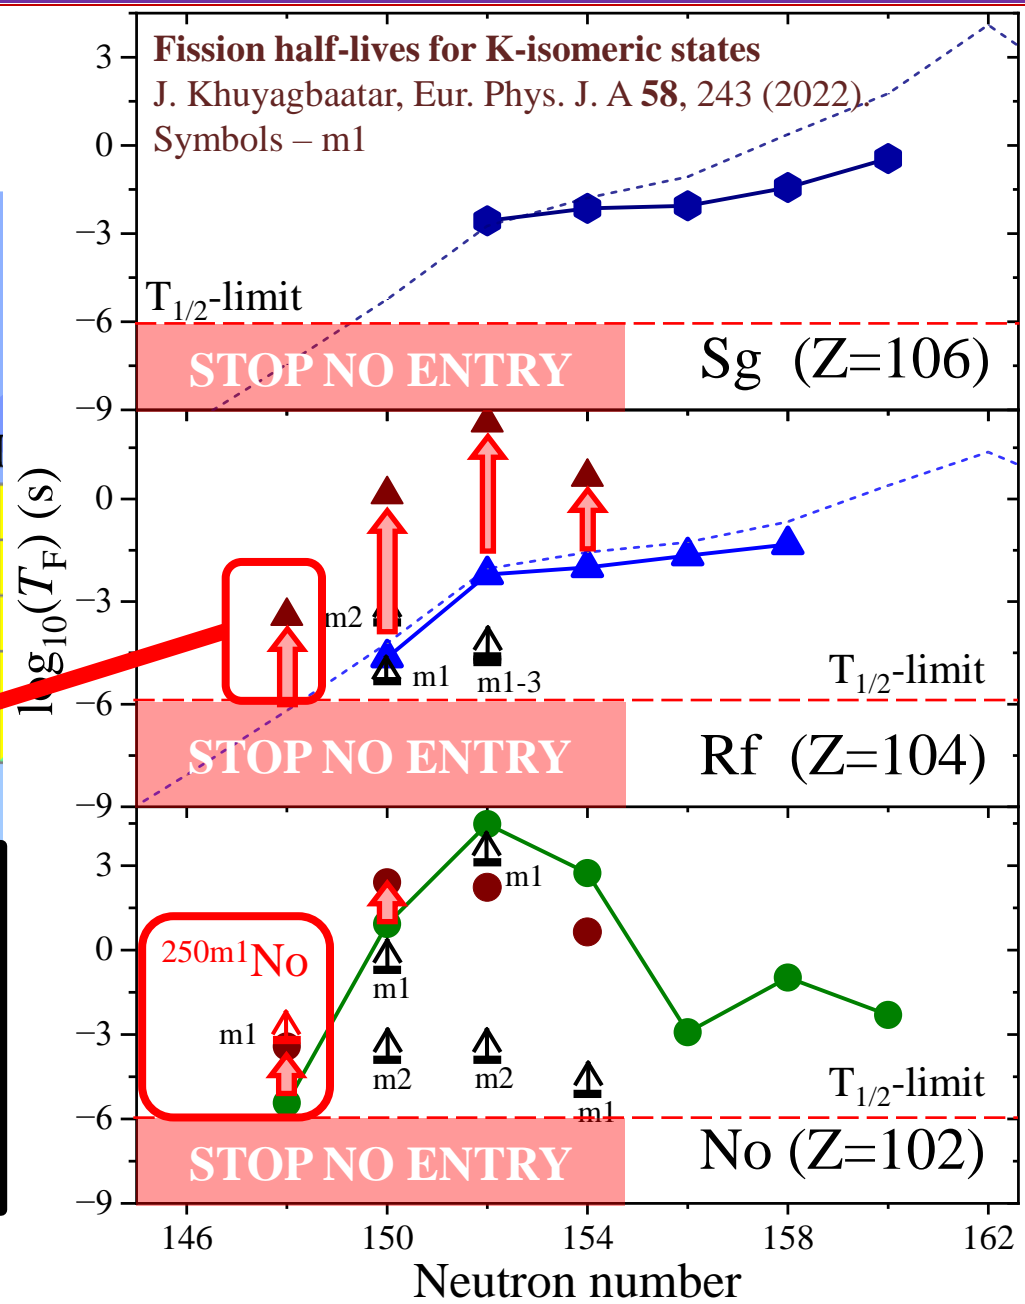 Fission half-lives for K-isomeric states
J. Khuyagbaatar, Eur. Phys. J. A 58, 243 (2022).
Symbols – m1
3
0
−3
T1/2-limit
−6
STOP NO ENTRY
Sg (Z=106)
−9
log10(TF) (s)
0
−3
m2
m1
m1-3
T1/2-limit
−6
STOP NO ENTRY
Rf (Z=104)
−9
3
m1
0
250m1No
m1
m1
−3
m2
m2
T1/2-limit
m1
−6
STOP NO ENTRY
No (Z=102)
−9
146 150 154 158 162
Neutron number